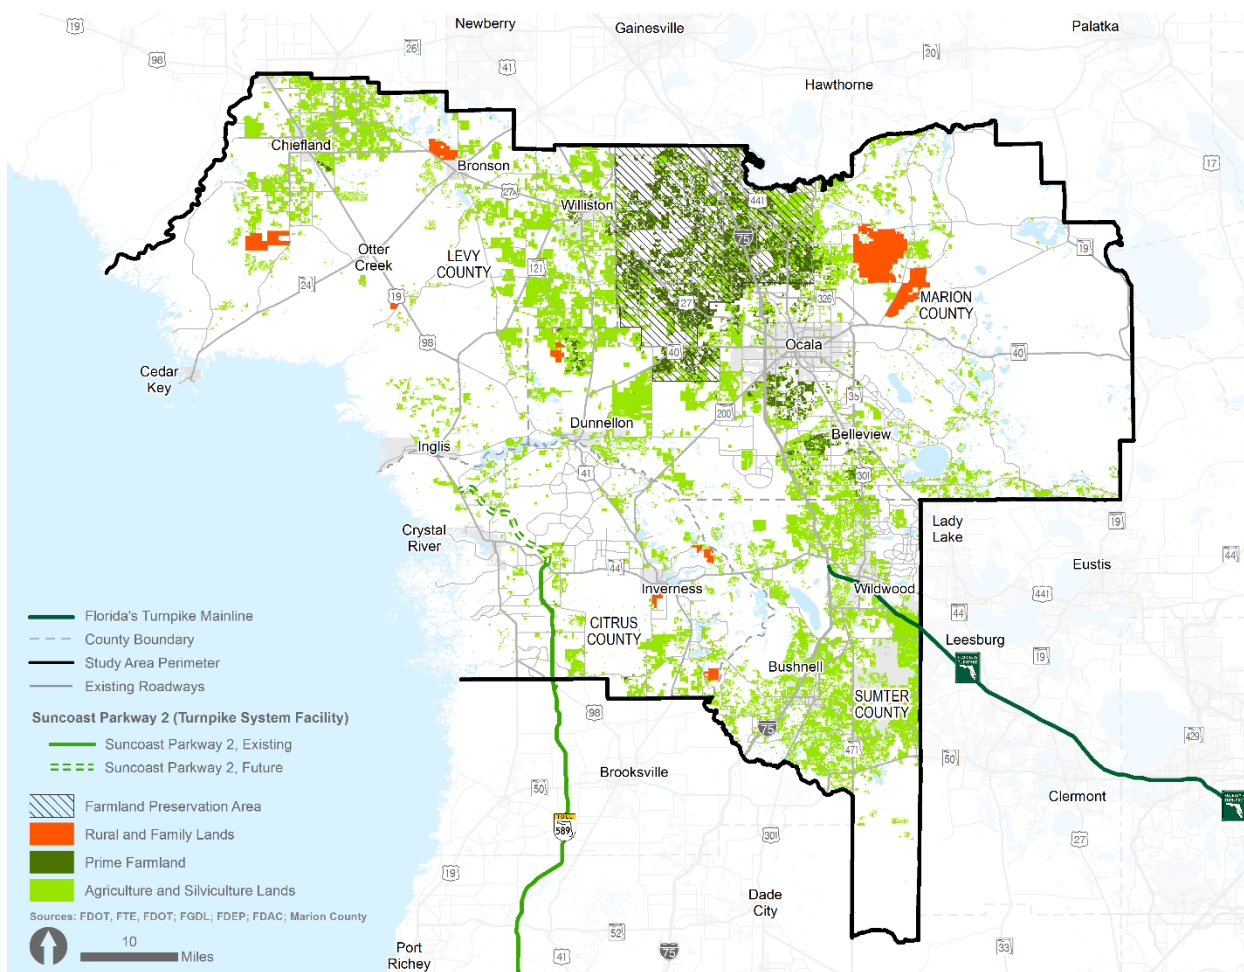 Newberry
Gainesville
Palatka
19
98
26
41
20
Hawthorne
17
Chiefland
Bronson
27A
Williston
441
75
Otter
Creek
LEVY
COUNTY
121
24
19
98
27
326
MARION
COUNTY
19
Ocala
40
40
Cedar
Key
200
35
Dunnellon
Belleview
Inglis
41
301
Crystal
River
Lady
Lake
19
44
Eustis
441
44
Inverness
Wildwood
44
Leesburg
19
CITRUS
COUNTY
Bushnell
SUMTER
COUNTY
98
75
471
50
429
Brooksville
50
Clermont
TOLL
589
301
27
19
Dade
City
52
33
Port
Richey
41
75
Florida's Turnpike Mainline
County Boundary
Study Area Perimeter
Existing Roadways
Suncoast Parkway 2 (Turnpike System Facility)
Suncoast Parkway 2, Existing
Suncoast Parkway 2, Future
Farmland Preservation Area
Rural and Family Lands
Prime Farmland
Agriculture and Silviculture Lands
Sources: FDOT, FTE, FDOT; FGDL; FDEP; FDAC; Marion County
10
Miles